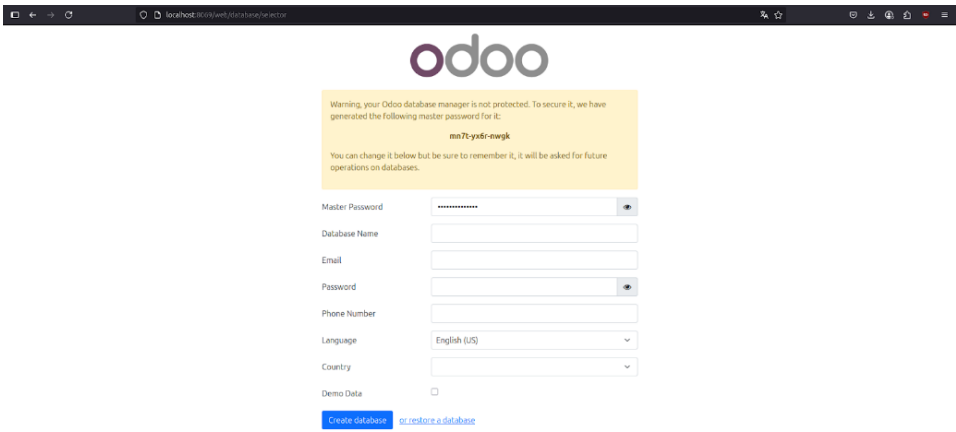 localhost:8069/web/database/selector
odoo
Warning, your Odoo database manager is not protected. To secure it, we have
generated the following master password for it:
mn7t-yx6r-nwgk
You can change it below but be sure to remember it, it will be asked for future
operations on databases.
Master Password ••••••••••••••
Database Name
Email
Password
Phone Number
Language English (US)
Country
Demo Data
Create database or restore a database